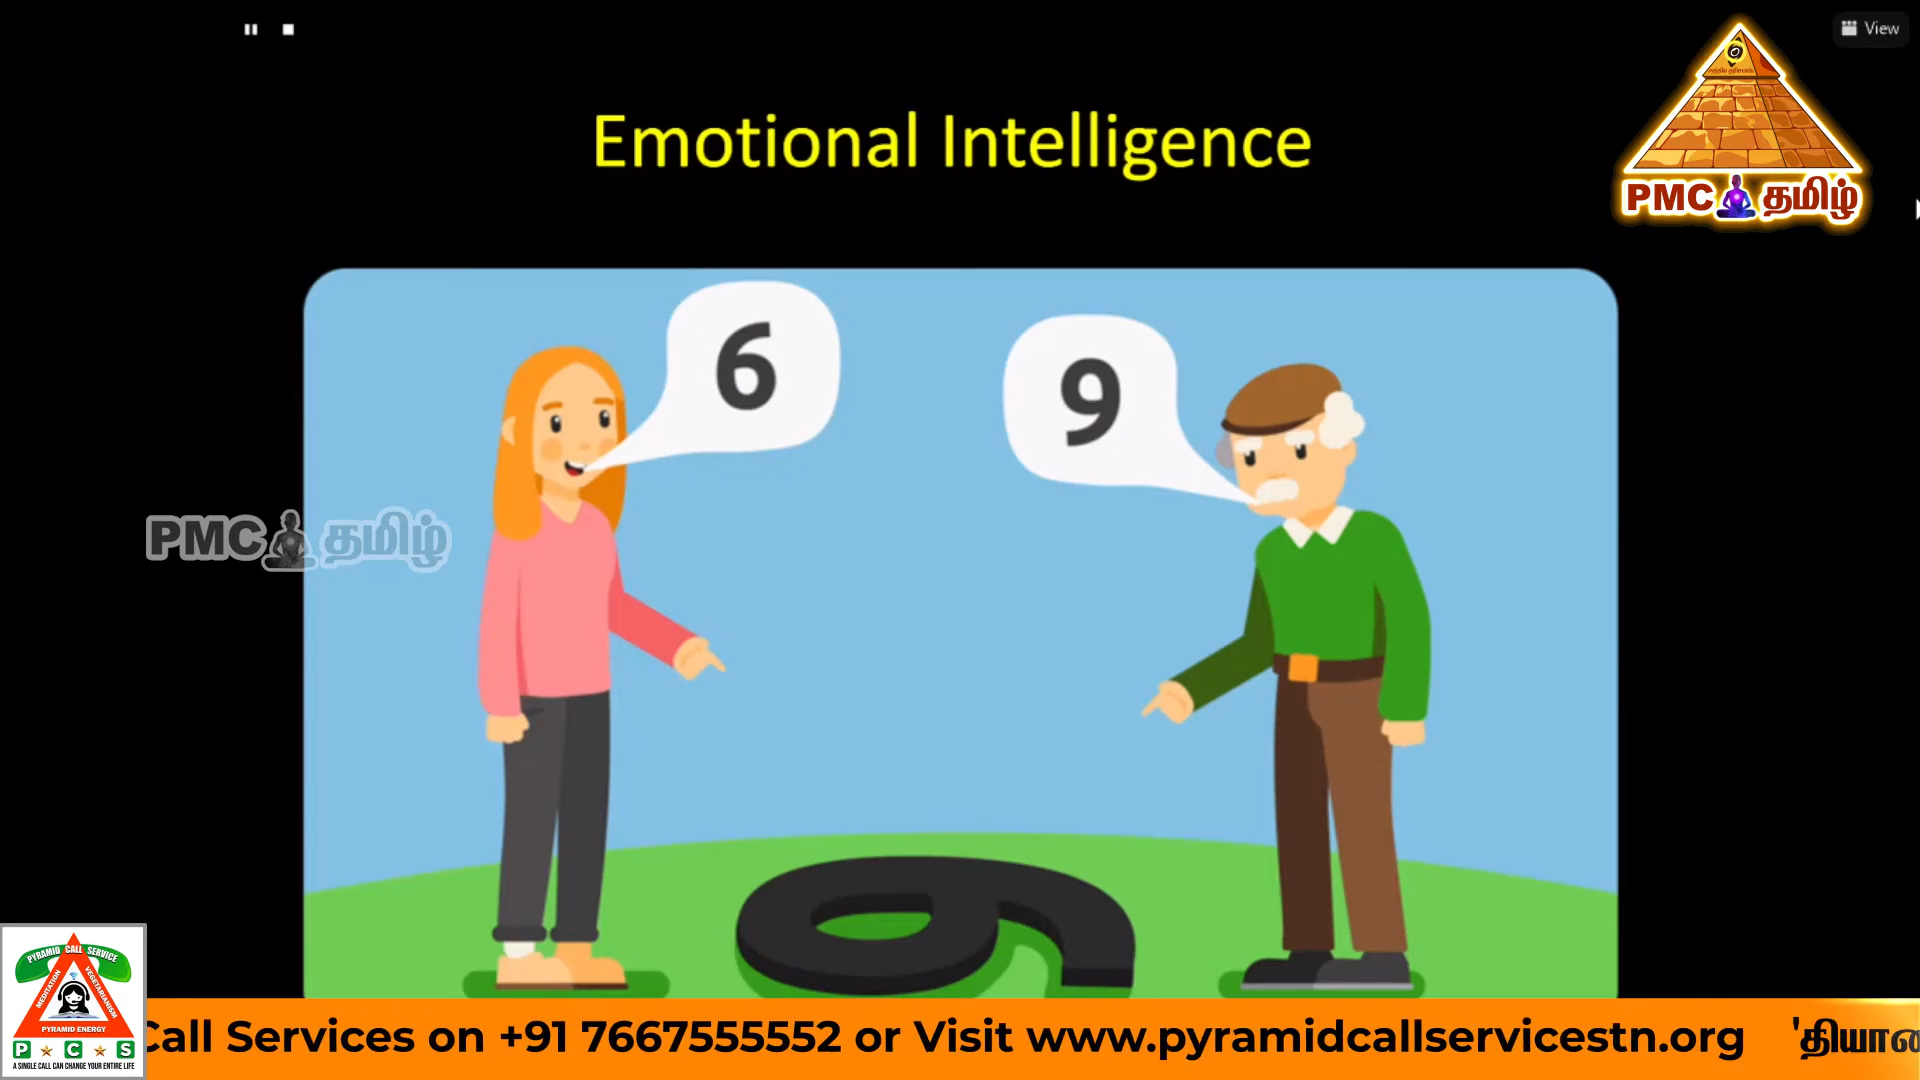 View
Emotional Intelligence
PMC தமிழ்
6
9
PMC தமிழ்
PYRAMID CALL SERVICE
MEDITATION
VEGETARIANISM
PYRAMID ENERGY
P C S
A SINGLE CALL CAN CHANGE YOUR ENTIRE LIFE
Call Services on +91 7667555552 or Visit www.pyramidcallservicestn.org